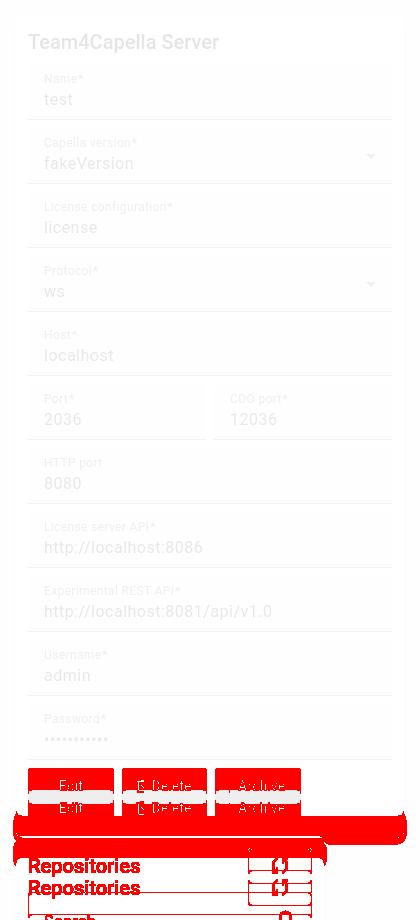 Team4Capella Server
Name*
test
Capella version*
fakeVersion
License configuration*
license
Protocol*
ws
Host*
localhost
Port* CDO port*
2036 12036
HTTP port
8080
License server API*
http://localhost:8086
Experimental REST API*
http://localhost:8081/api/v1.0
Username*
admin
Password*
•••••••••••
Edit Delete Archive
Edit Delete Archive
Repositories
Repositories
Search